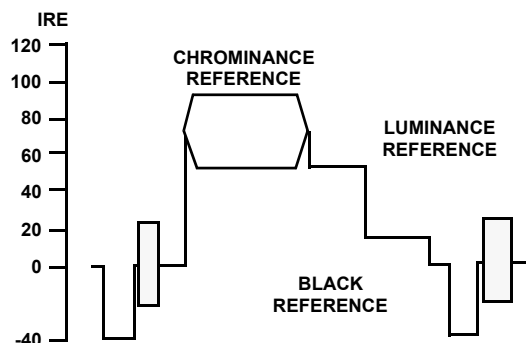 IRE
120
100
80
60
40
20
0
-40
CHROMINANCE
REFERENCE
LUMINANCE
REFERENCE
BLACK
REFERENCE